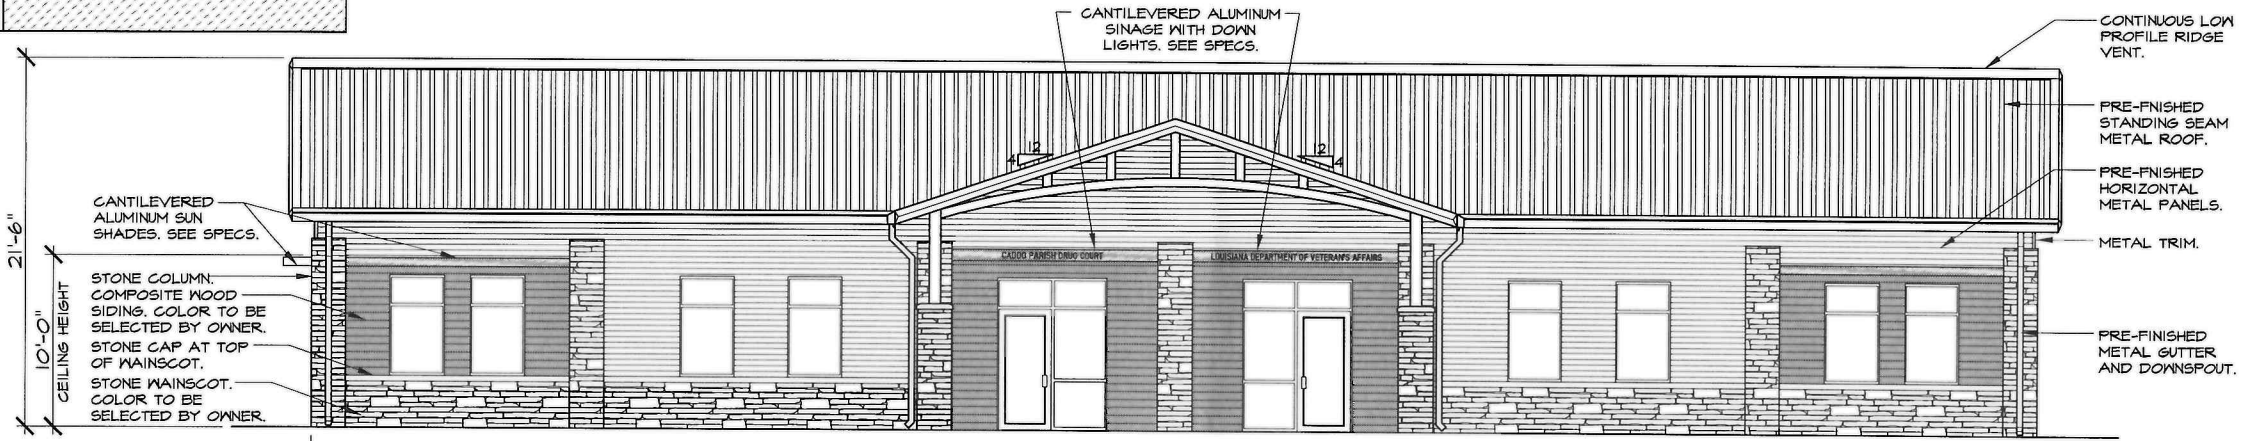 CANTILEVERED ALUMINUM
SINAGE WITH DOWN
LIGHTS. SEE SPECS.
CONTINUOUS LOW
PROFILE RIDGE
VENT.
PRE-FNISHED
STANDING SEAM
METAL ROOF.
PRE-FNISHED
HORIZONTAL
METAL PANELS.
METAL TRIM.
PRE-FINISHED
METAL GUTTER
AND DOWNSPOUT.
12
4
12
4
CANTILEVERED
ALUMINUM SUN
SHADES. SEE SPECS.
STONE COLUMN.
COMPOSITE WOOD
SIDING. COLOR TO BE
SELECTED BY OWNER.
STONE CAP AT TOP
OF WAINSCOT.
STONE WAINSCOT.
COLOR TO BE
SELECTED BY OWNER.
21'-6"
10'-0"
CEILING HEIGHT
CADDO PARISH DRUG COURT
LOUISIANA DEPARTMENT OF VETERAN'S AFFAIRS